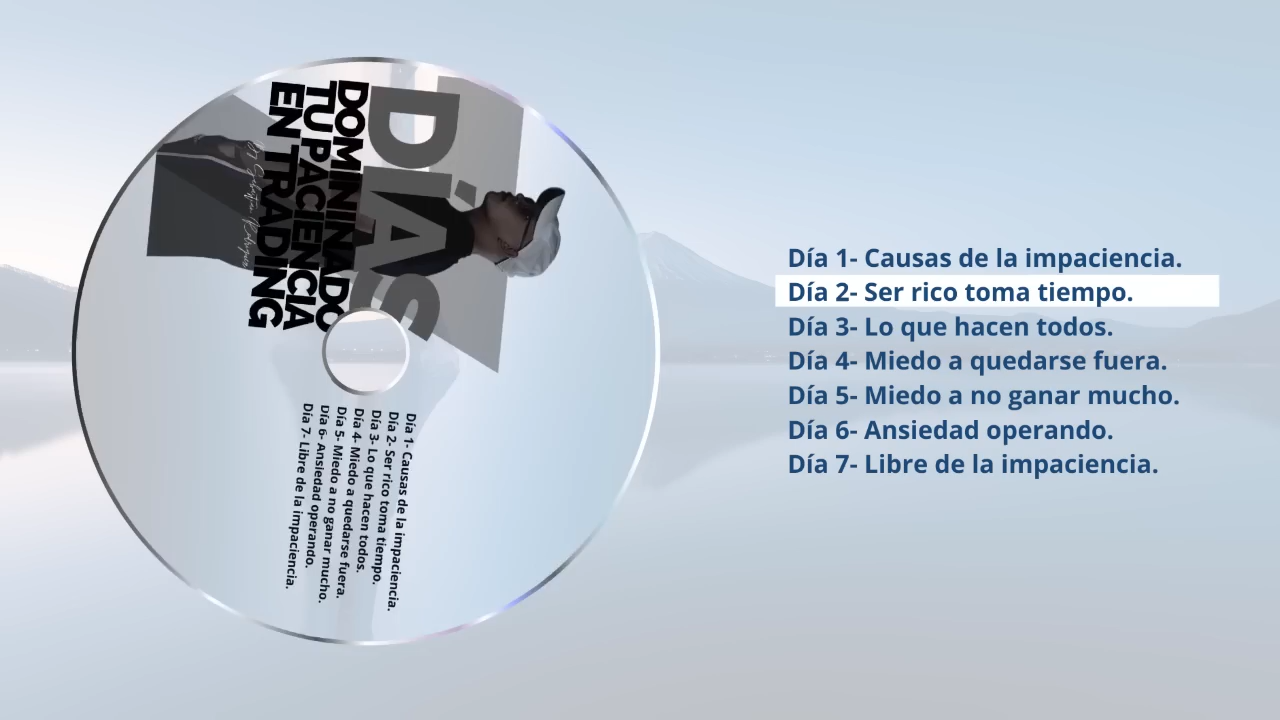 DÍAS
DOMINANDO
TU PACIENCIA
EN TRADING
Día 1- Causas de la impaciencia.
Día 2- Ser rico toma tiempo.
Día 3- Lo que hacen todos.
Día 4- Miedo a quedarse fuera.
Día 5- Miedo a no ganar mucho.
Día 6- Ansiedad operando.
Día 7- Libre de la impaciencia.
Día 1- Causas de la impaciencia.
Día 2- Ser rico toma tiempo.
Día 3- Lo que hacen todos.
Día 4- Miedo a quedarse fuera.
Día 5- Miedo a no ganar mucho.
Día 6- Ansiedad operando.
Día 7- Libre de la impaciencia.